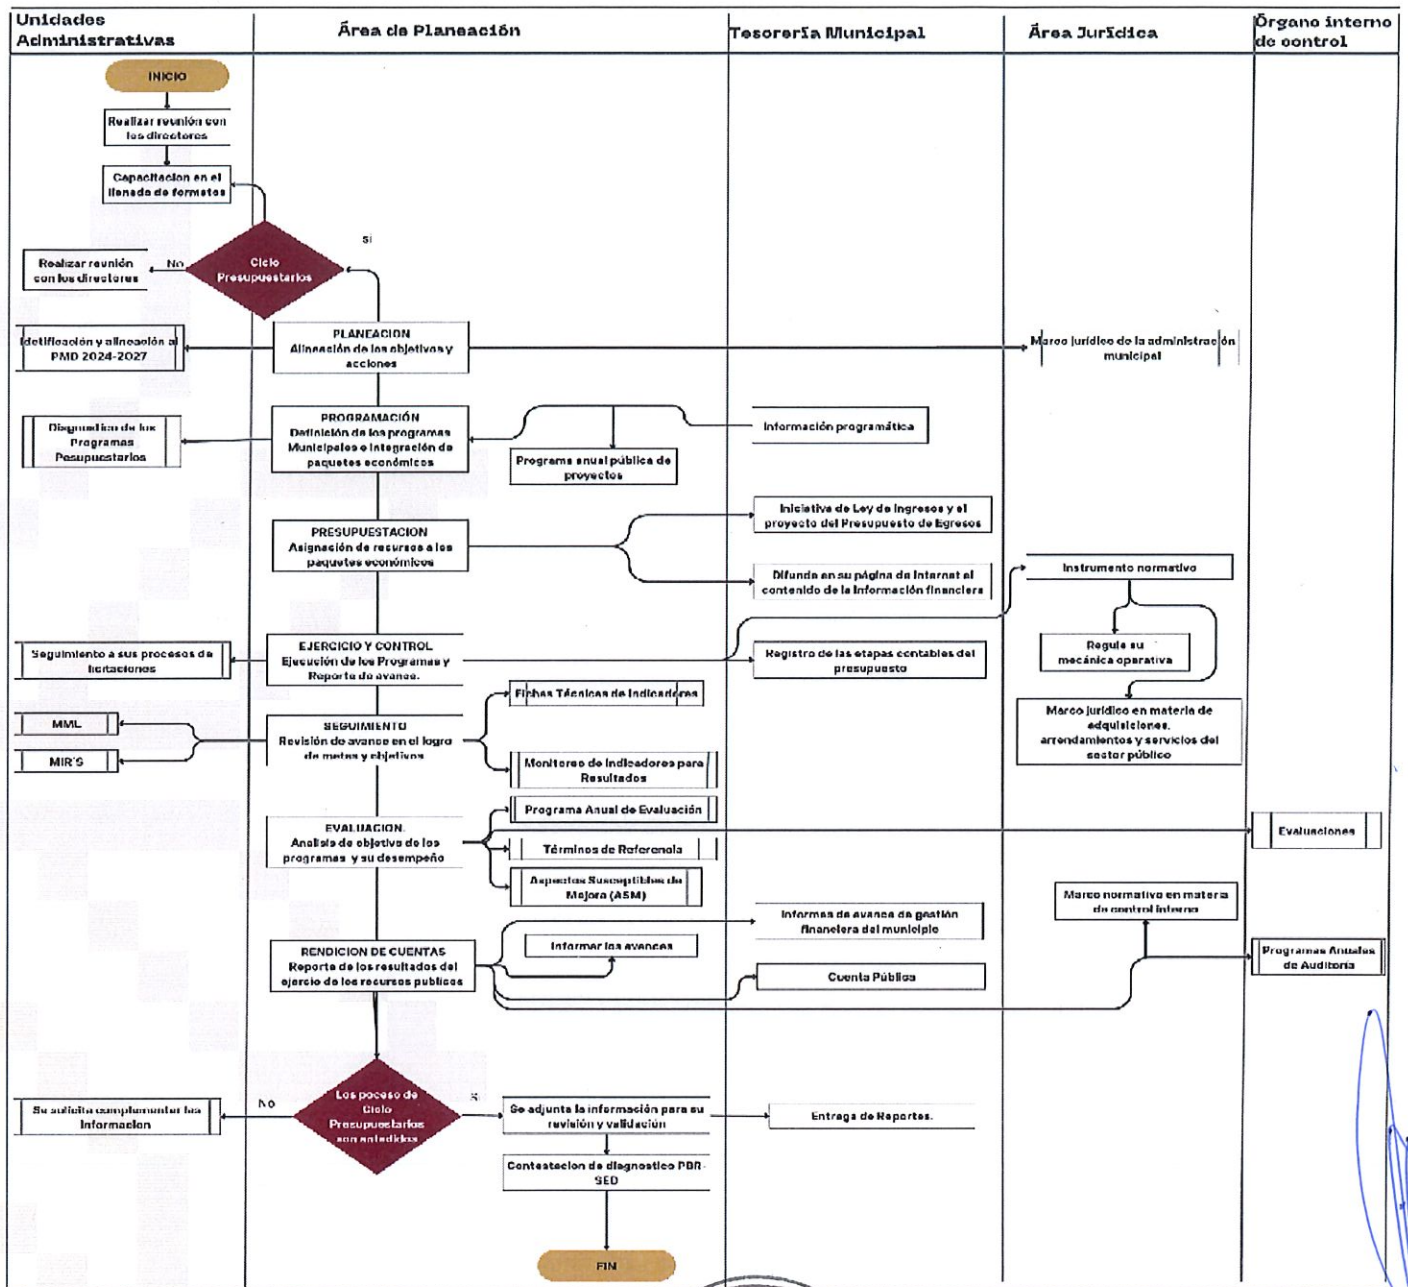 Unidades
Administrativas
Área de Planeación
Tesorería Municipal
Área Jurídica
Órgano interno
de control
INICIO
Realizar reunión con
los directores
Capacitacion en el
llenado de formatos
si
Ciclo
Presupuestarios
No
Realizar reunión
con los directores
PLANEACION
Alineación de los objetivos y
acciones
Idetificación y alineación al
PMD 2024-2027
Marco jurídico de la administración
municipal
PROGRAMACIÓN
Definición de los programas
Municipales e integración de
paquetes económicos
Diagnostico de los
Programas
Pesupuestarios
Información programática
Programa anual pública de
proyectos
Iniciativa de Ley de Ingresos y el
proyecto del Presupuesto de Egresos
PRESUPUESTACION
Asignación de recursos a los
paquetes económicos
Difunde en su página de Internet el
contenido de la información financiera
Instrumento normativo
EJERCICIO Y CONTROL
Ejecución de los Programas y
Reporte de avance.
Seguimiento a sus procesos de
licitaciones
Registro de las etapas contables del
presupuesto
Regule su
mecánica operativa
Fichas Técnicas de Indicadores
MML
SEGUIMIENTO
Revisión de avance en el logro
de metas y objetivos
MIR'S
Monitoreo de Indicadores para
Resultados
Marco jurídico en materia de
adquisiciones,
arrendamientos y servicios del
sector público
Programa Anual de Evaluación
EVALUACION.
Analisis de objetivo de los
programas y su desempeño
Evaluaciones
Términos de Referencia
Aspectos Susceptibles de
Mejora (ASM)
Marco normativo en materia
de control interno
Informes de avance de gestión
financiera del municipio
RENDICION DE CUENTAS
Reporte de los resultados del
ejercio de los recursos publicos
Informar los avances
Programas Anuales
de Auditoría
Cuenta Pública
Los poceso de
Ciclo
Presupuestarios
son antedidos
No
Se solicita complementar las
Informacion
Si
Se adjunta la información para su
revisión y validación
Entrega de Reportes.
Contestacion de diagnostico PBR-
SED
FIN